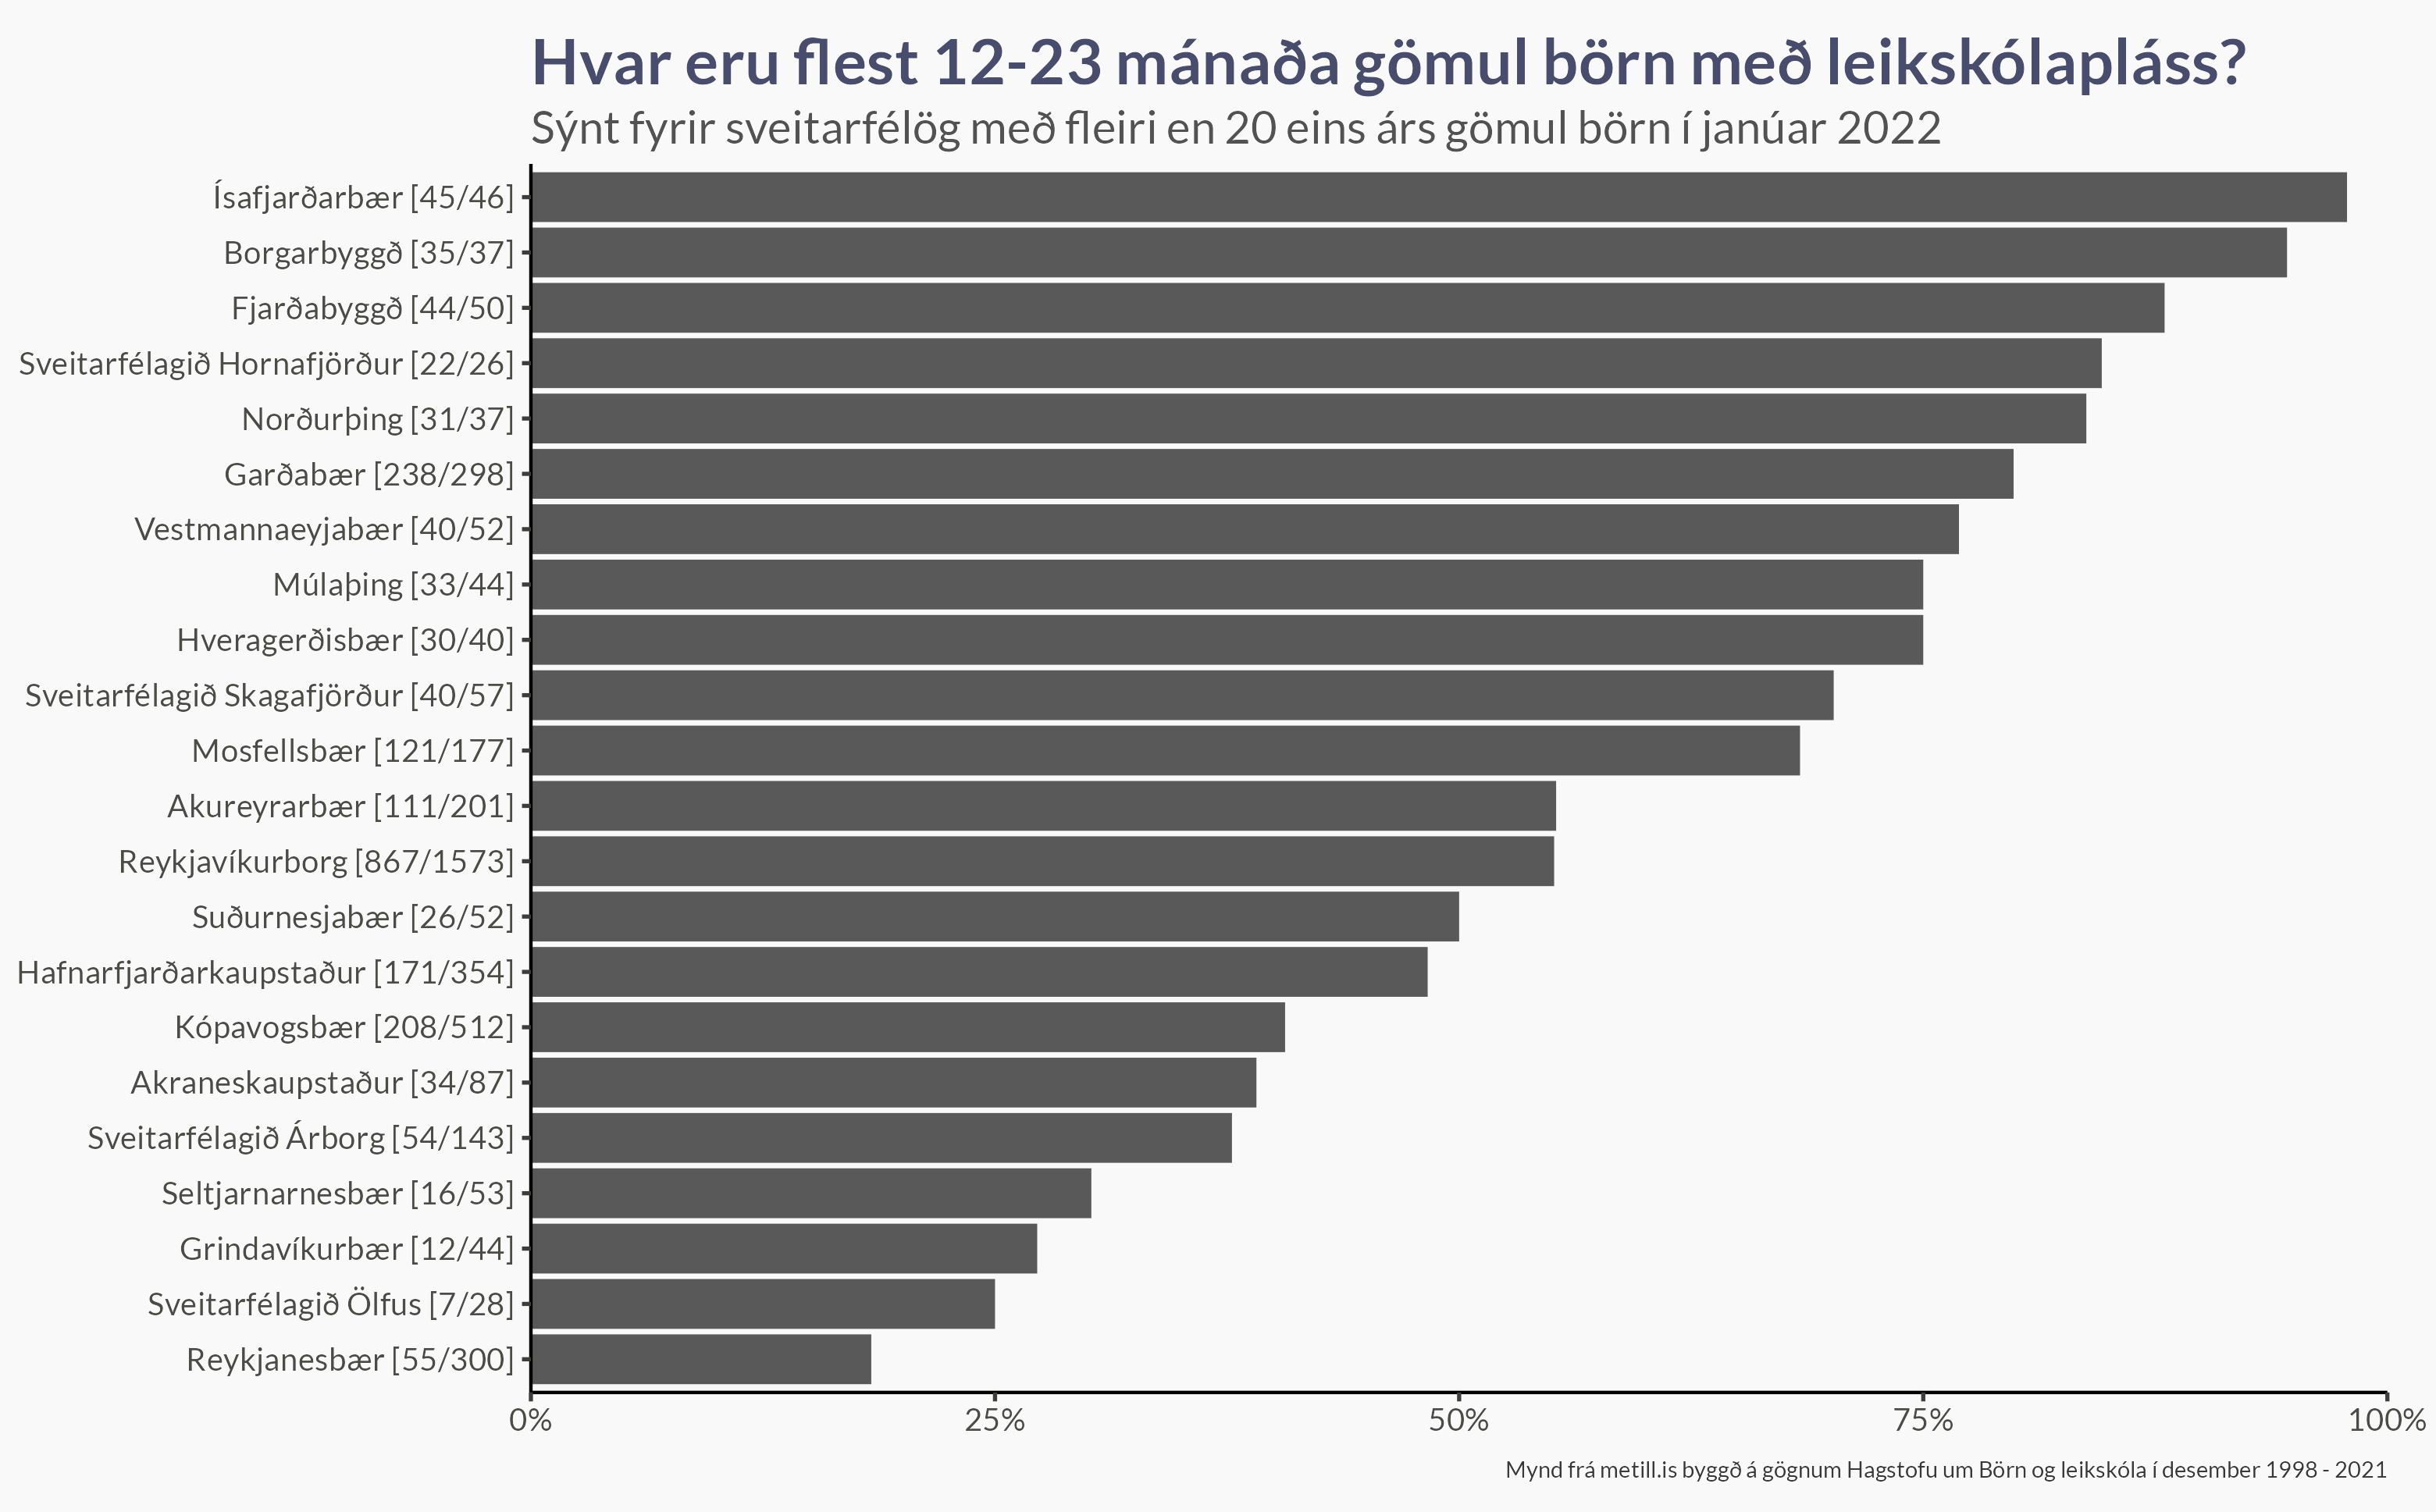 Hvar eru flest 12-23 mánaða gömul börn með leikskólapláss?
Sýnt fyrir sveitarfélög með fleiri en 20 eins árs gömul börn í janúar 2022
Ísafjarðarbær [45/46]
Borgarbyggð [35/37]
Fjarðabyggð [44/50]
Sveitarfélagið Hornafjörður [22/26]
Norðurþing [31/37]
Garðabær [238/298]
Vestmannaeyjabær [40/52]
Múlaþing [33/44]
Hveragerðisbær [30/40]
Sveitarfélagið Skagafjörður [40/57]
Mosfellsbær [121/177]
Akureyrarbær [111/201]
Reykjavíkurborg [867/1573]
Suðurnesjabær [26/52]
Hafnarfjarðarkaupstaður [171/354]
Kópavogsbær [208/512]
Akraneskaupstaður [34/87]
Sveitarfélagið Árborg [54/143]
Seltjarnarnesbær [16/53]
Grindavíkurbær [12/44]
Sveitarfélagið Ölfus [7/28]
Reykjanesbær [55/300]
0% 25% 50% 75% 100%
Mynd frá metill.is byggð á gögnum Hagstofu um Börn og leikskóla í desember 1998 - 2021